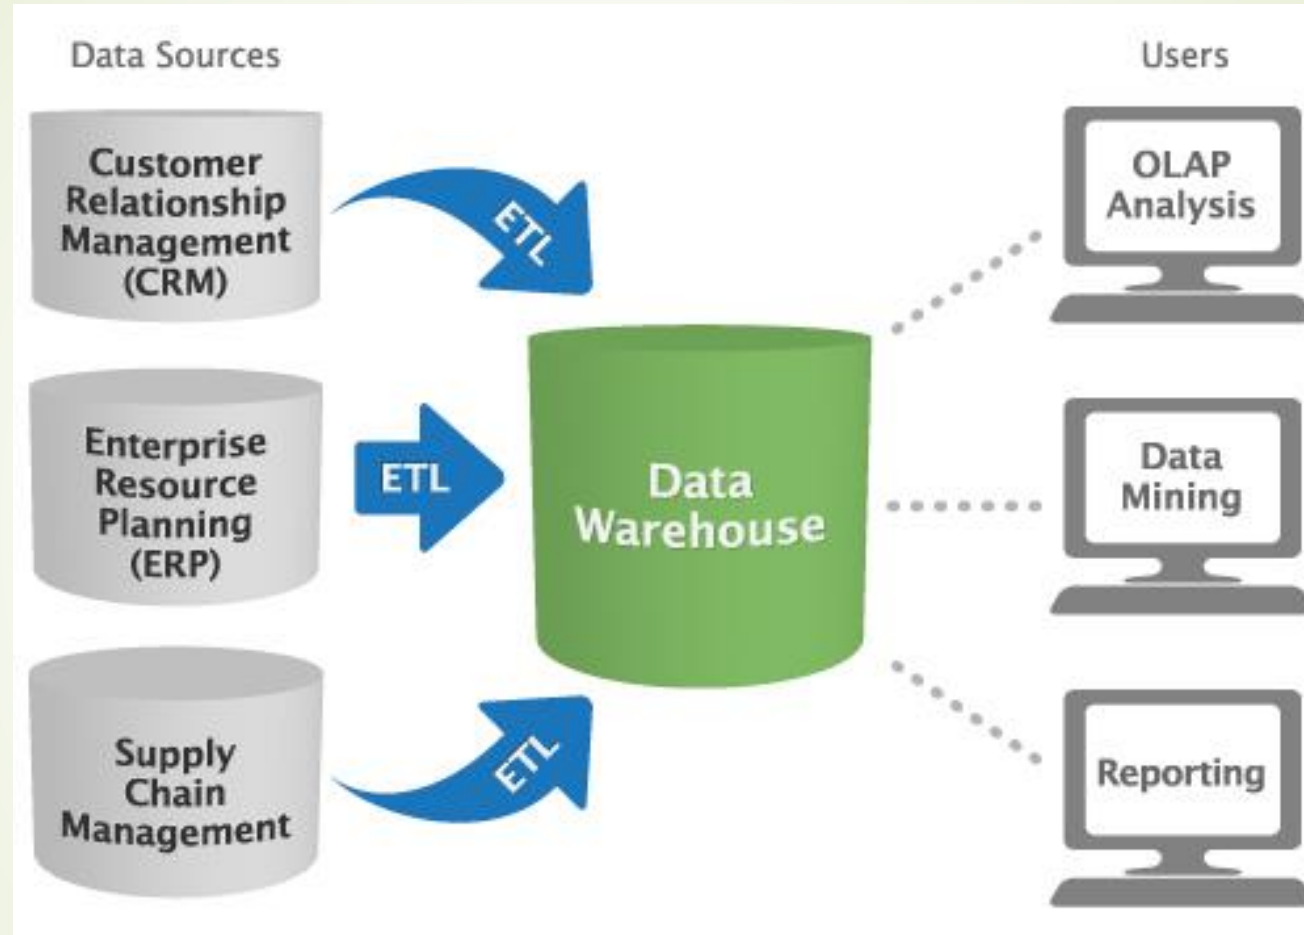 Data Sources
Users
Customer
Relationship
Management
(CRM)
ETL
OLAP
Analysis
Enterprise
Resource
Planning
(ERP)
ETL
Data
Warehouse
Data
Mining
Supply
Chain
Management
ETL
Reporting